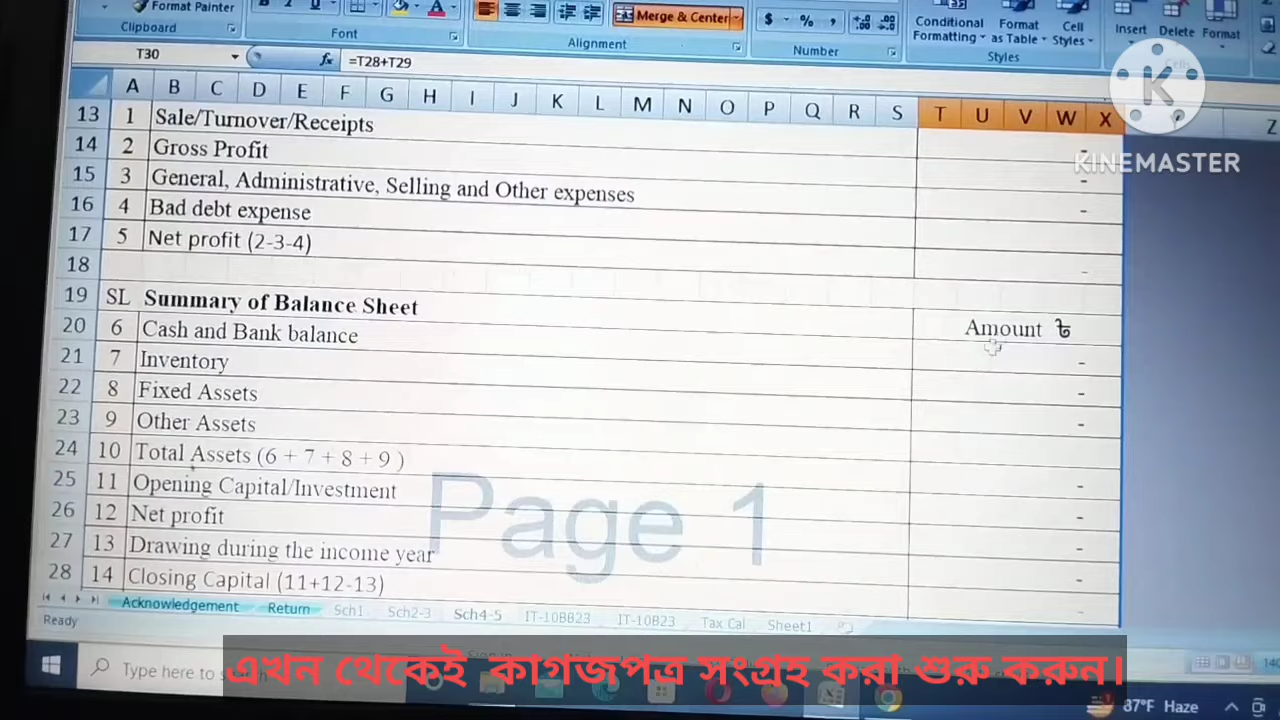 Format Painter
Merge & Center
$ % ,
Conditional Formatting
Format as Table
Cell Styles
Insert Delete Format
Clipboard Font Alignment Number Styles Cells
T30 fx =T28+T29
A B C D E F G H I J K L M N O P Q R S T U V W X Z
13 1 Sale/Turnover/Receipts
14 2 Gross Profit -
15 3 General, Administrative, Selling and Other expenses -
16 4 Bad debt expense -
17 5 Net profit (2-3-4)
18 -
19 SL Summary of Balance Sheet
20 6 Cash and Bank balance Amount ৳
21 7 Inventory -
22 8 Fixed Assets -
23 9 Other Assets -
24 10 Total Assets (6 + 7 + 8 + 9 )
25 11 Opening Capital/Investment
26 12 Net profit -
27 13 Drawing during the income year -
28 14 Closing Capital (11+12-13) -
Page 1
KINEMASTER
Acknowledgement Return Sch1 Sch2-3 Sch4-5 IT-10BB23 IT-10B23 Tax Cal Sheet1
Ready
Type here to
87°F Haze
এখন থেকেই কাগজপত্র সংগ্রহ করা শুরু করুন।